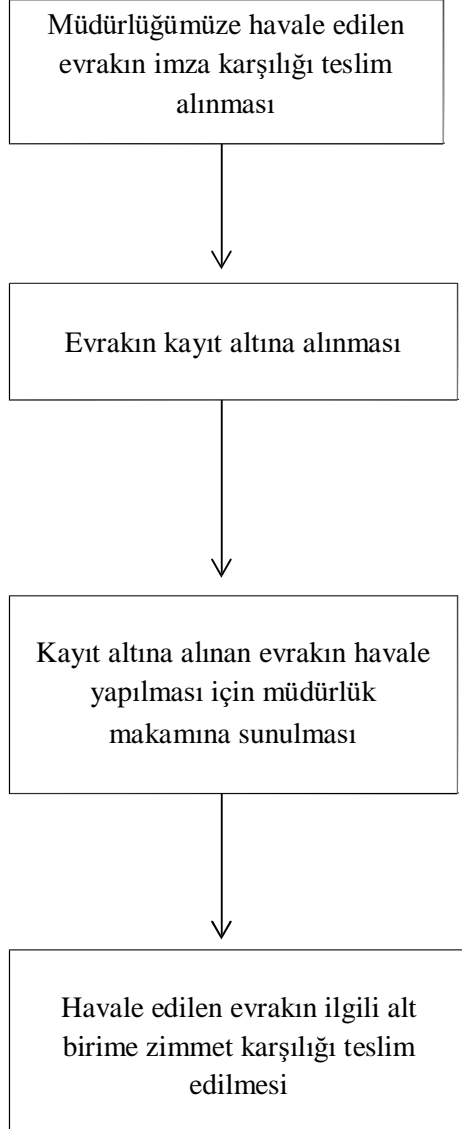 Müdürlüğümüze havale edilen
evrakın imza karşılığı teslim
alınması
Evrakın kayıt altına alınması
Kayıt altına alınan evrakın havale
yapılması için müdürlük
makamına sunulması
Havale edilen evrakın ilgili alt
birime zimmet karşılığı teslim
edilmesi